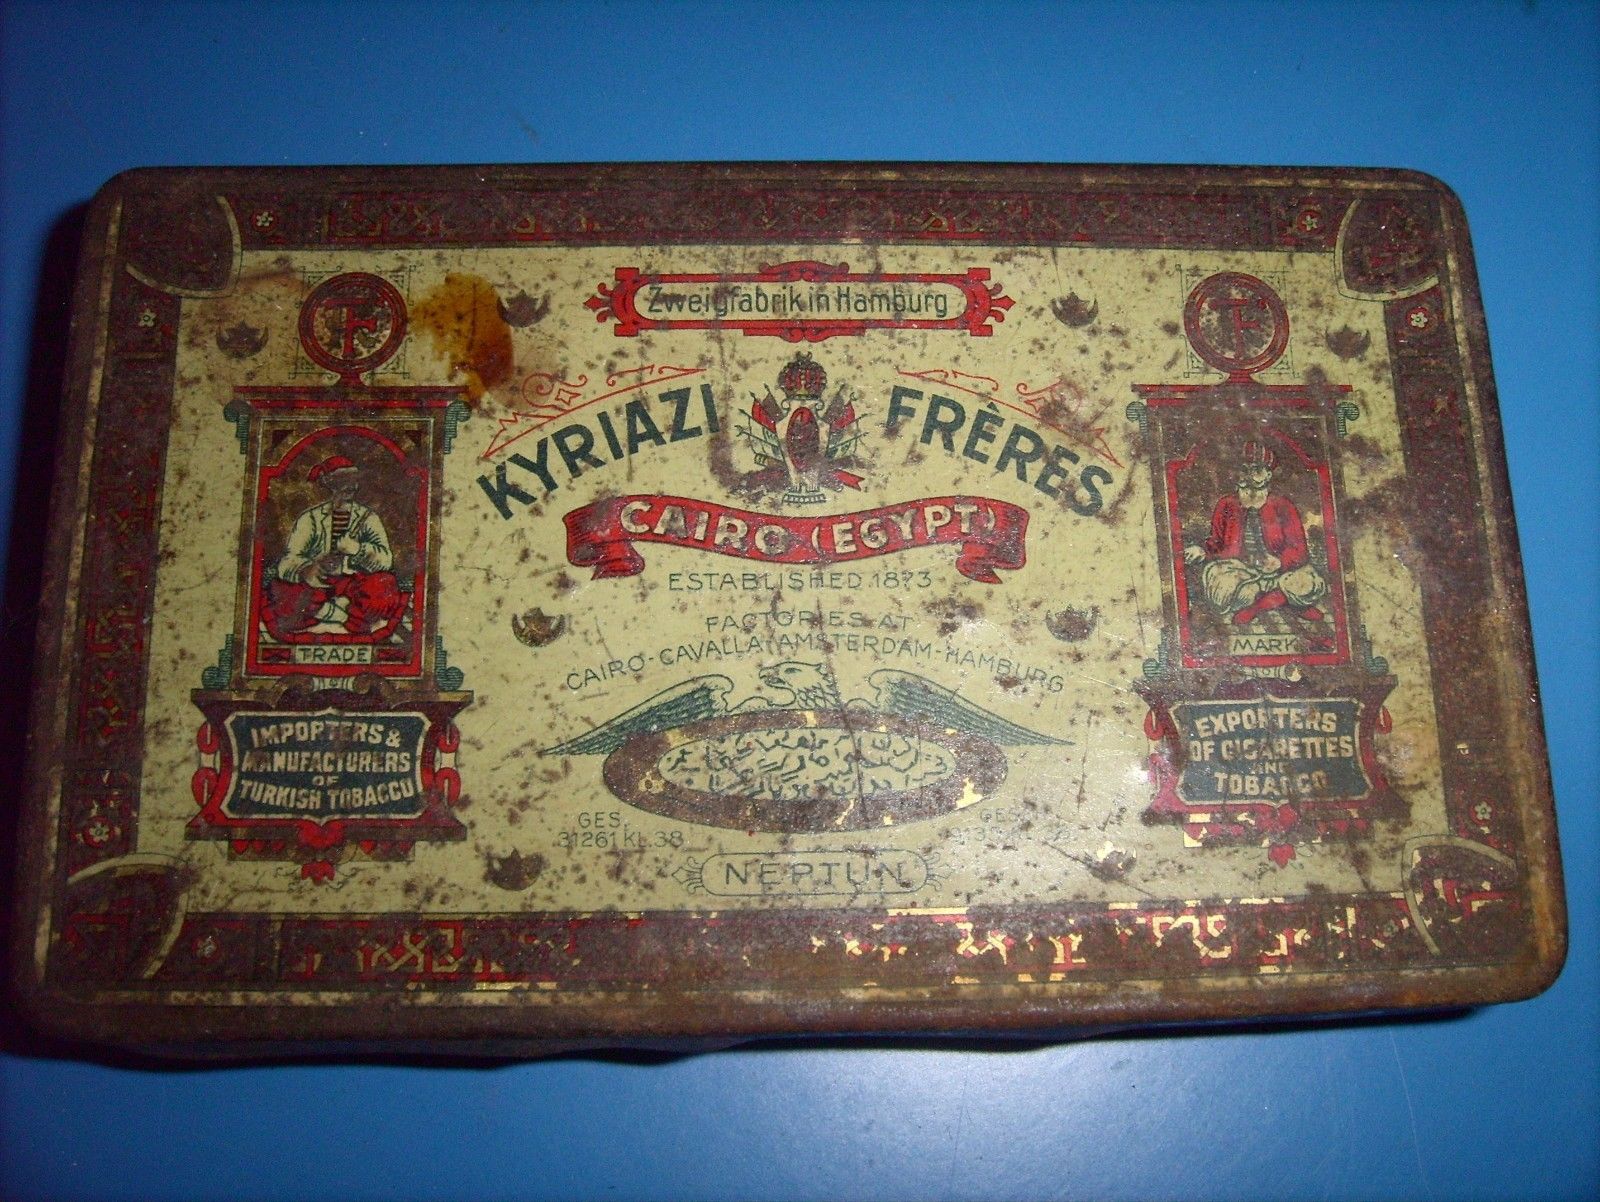 Zweigfabrik in Hamburg
KYRIAZI FRÈRES
CAIRO (EGYPT)
ESTABLISHED 1873
FACTORIES AT
CAIRO-CAVALLA-AMSTERDAM-HAMBURG
TRADE
MARK
IMPORTERS &
MANUFACTURERS
OF
TURKISH TOBACCO
EXPORTERS
OF CIGARETTES
AND
TOBACCO
GES.
31261 KL.38
GES.
NEPTUN